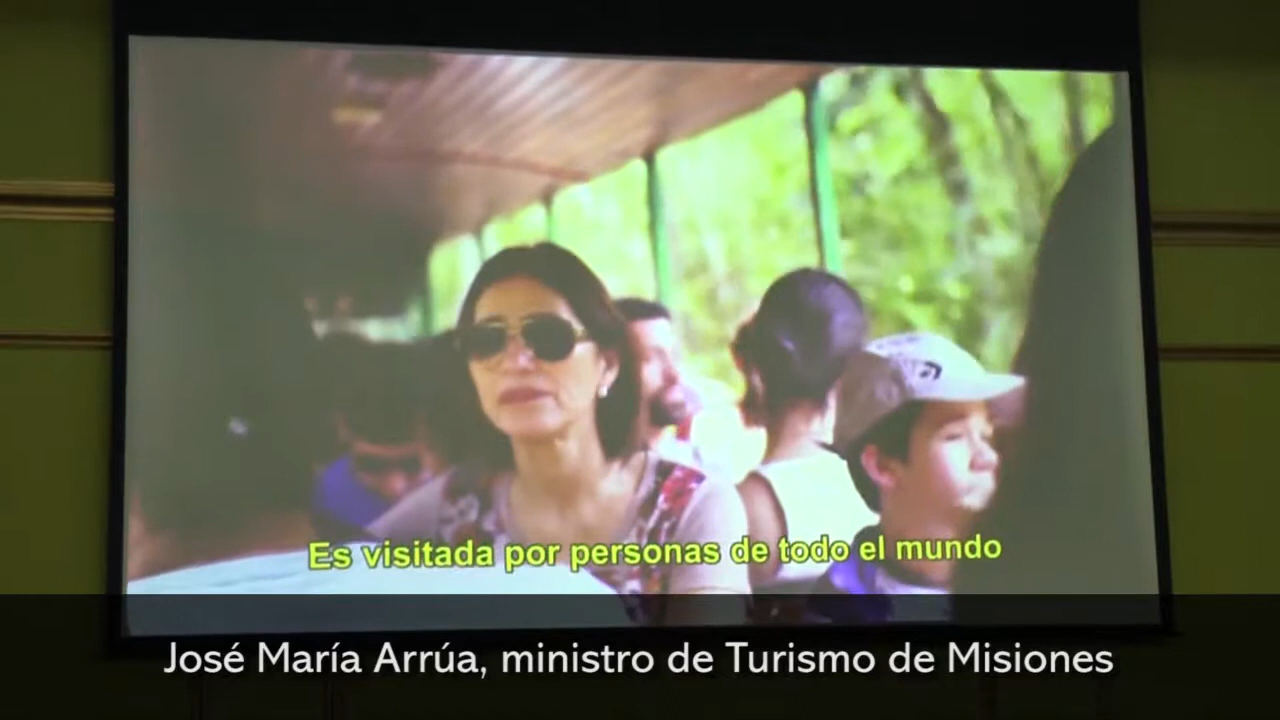 Es visitada por personas de todo el mundo
José María Arrúa, ministro de Turismo de Misiones